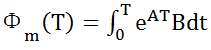 Φm(T) = ∫₀ᵀ eᴬᵀBdt